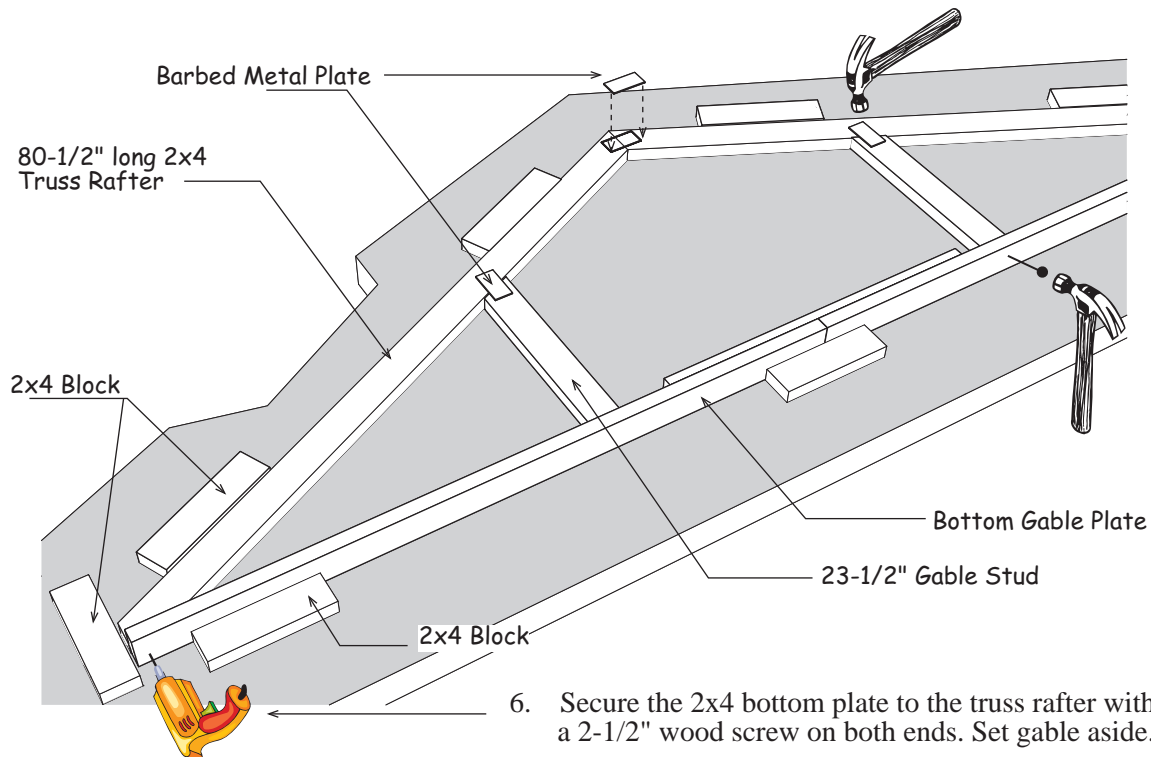 Barbed Metal Plate
80-1/2" long 2x4
Truss Rafter
2x4 Block
Bottom Gable Plate
23-1/2" Gable Stud
2x4 Block
6. Secure the 2x4 bottom plate to the truss rafter with
a 2-1/2" wood screw on both ends. Set gable aside.